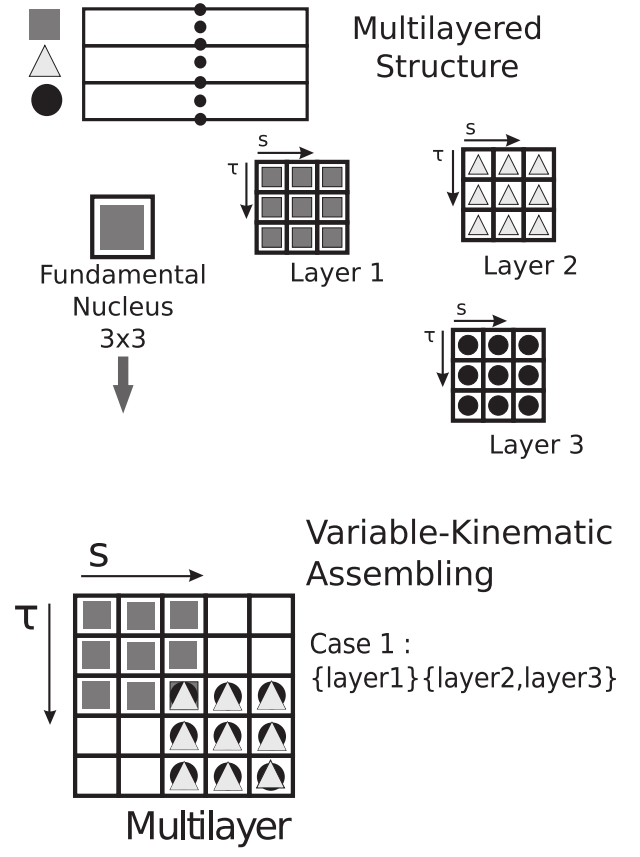 Multilayered
Structure
s
τ
Layer 1
s
τ
Layer 2
Fundamental
Nucleus
3x3
s
τ
Layer 3
Variable-Kinematic
Assembling
s
τ
Case 1 :
{layer1}{layer2,layer3}
Multilayer